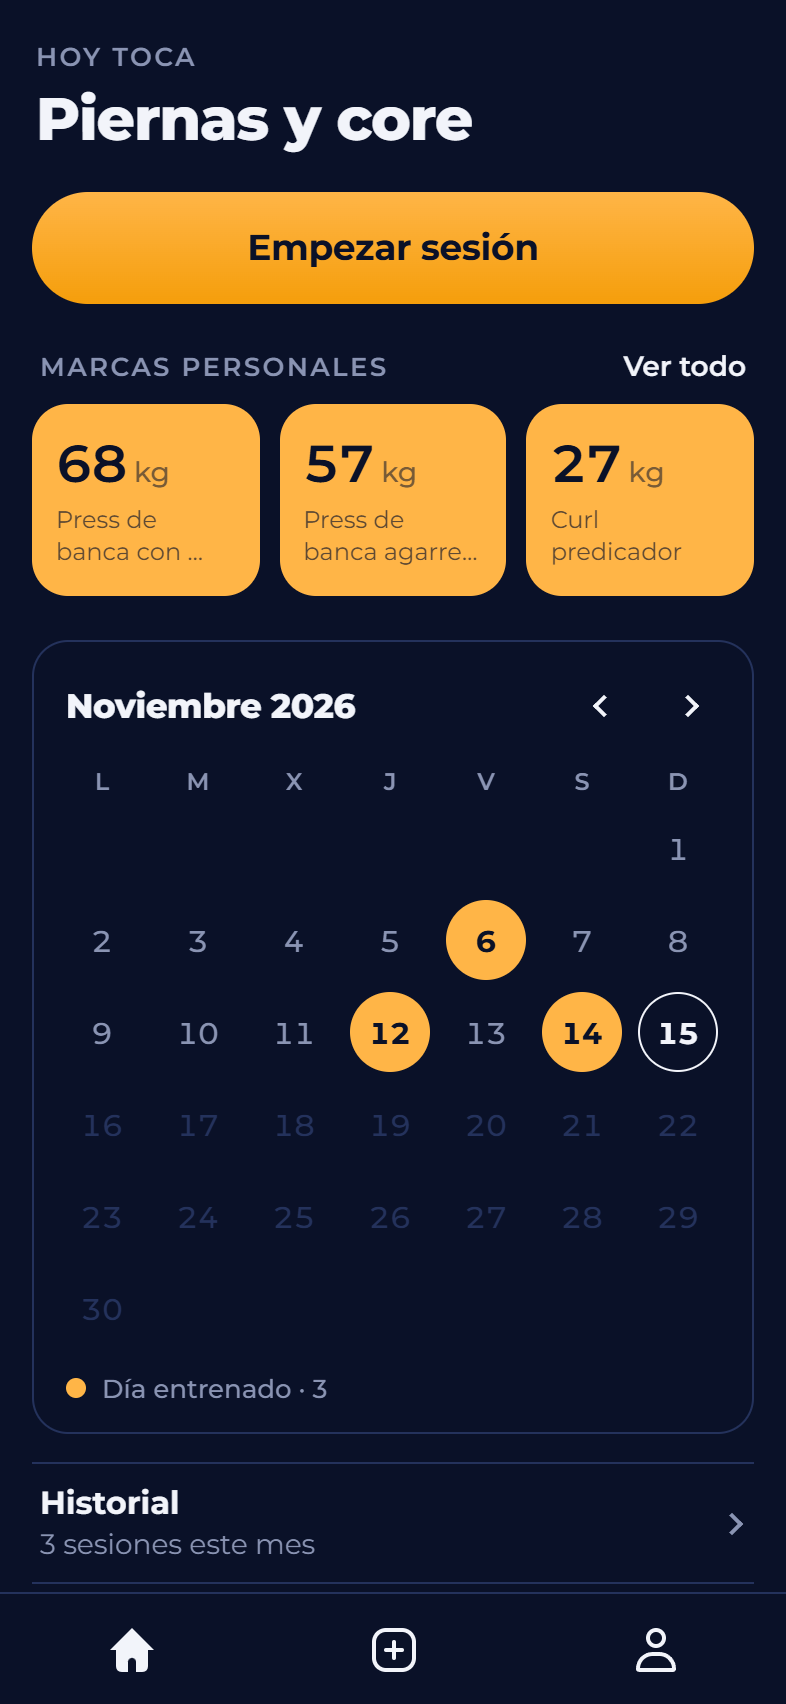 HOY TOCA
Piernas y core
Empezar sesión
MARCAS PERSONALES Ver todo
68 kg 57 kg 27 kg
Press de Press de Curl
banca con ... banca agarre... predicador
Noviembre 2026
L M X J V S D
1
2 3 4 5 6 7 8
9 10 11 12 13 14 15
16 17 18 19 20 21 22
23 24 25 26 27 28 29
30
Día entrenado · 3
Historial
3 sesiones este mes